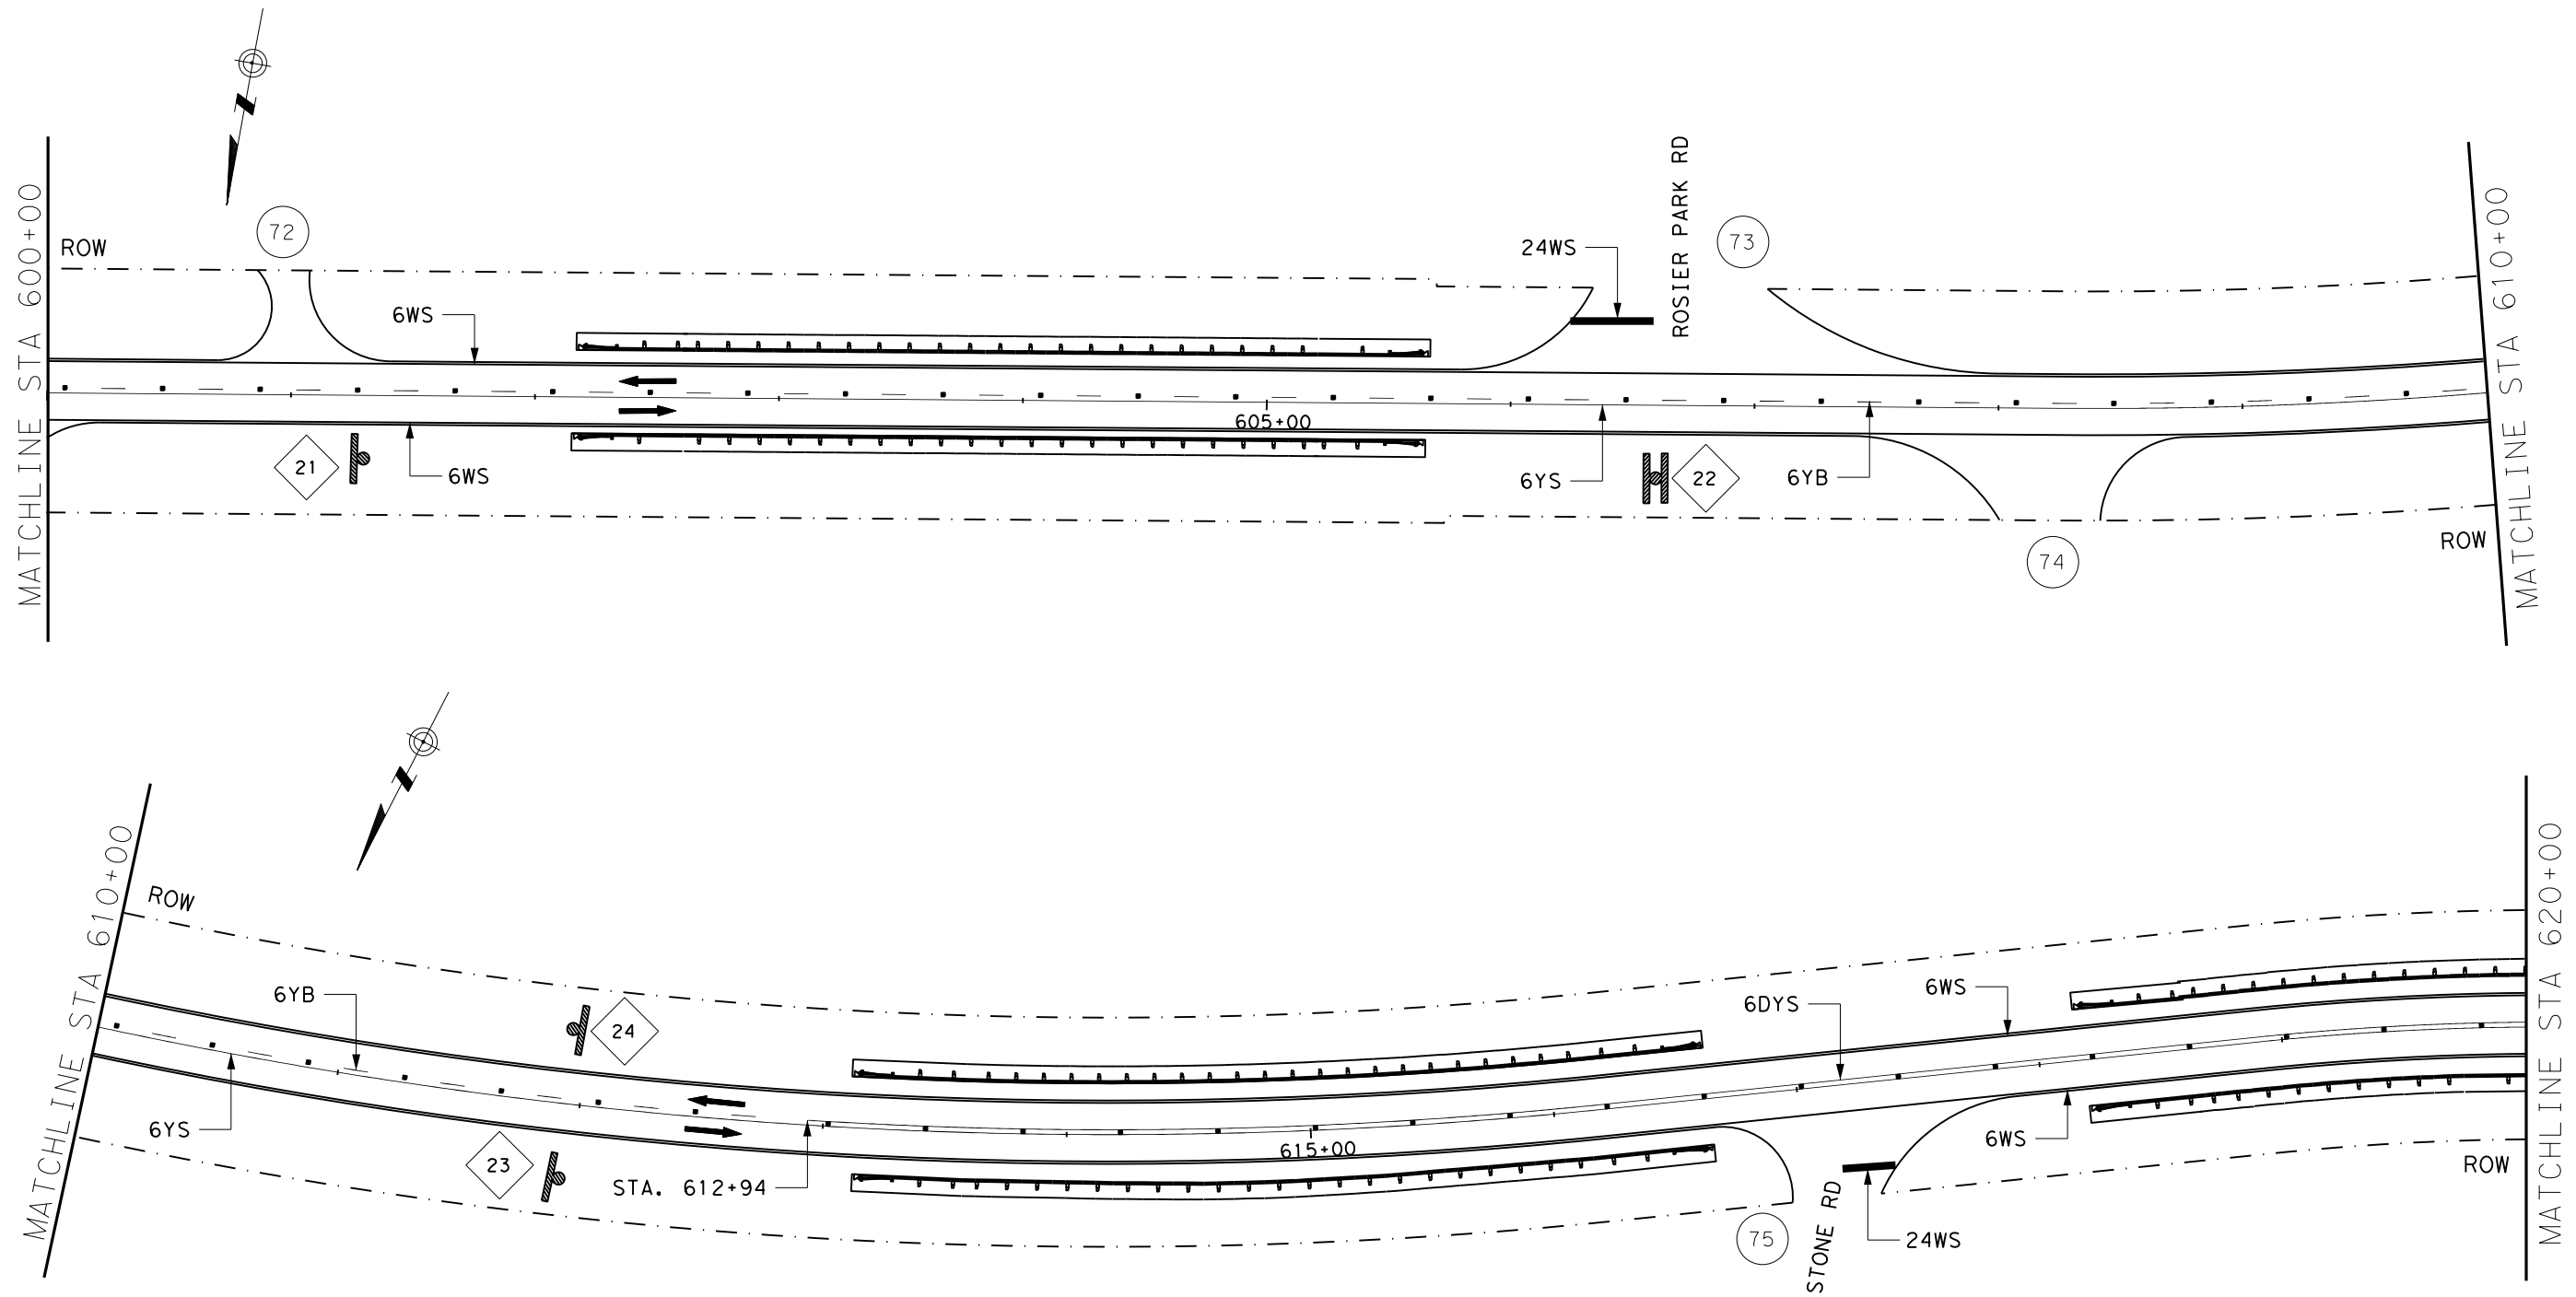 MATCHLINE STA 600+00
ROW
72
6WS
24WS
ROSIER PARK RD
73
MATCHLINE STA 610+00
605+00
21
6WS
6YS
22
6YB
ROW
74
MATCHLINE STA 610+00
ROW
6YB
24
6DYS
6WS
MATCHLINE STA 620+00
6YS
23
STA. 612+94
615+00
6WS
ROW
75
STONE RD
24WS